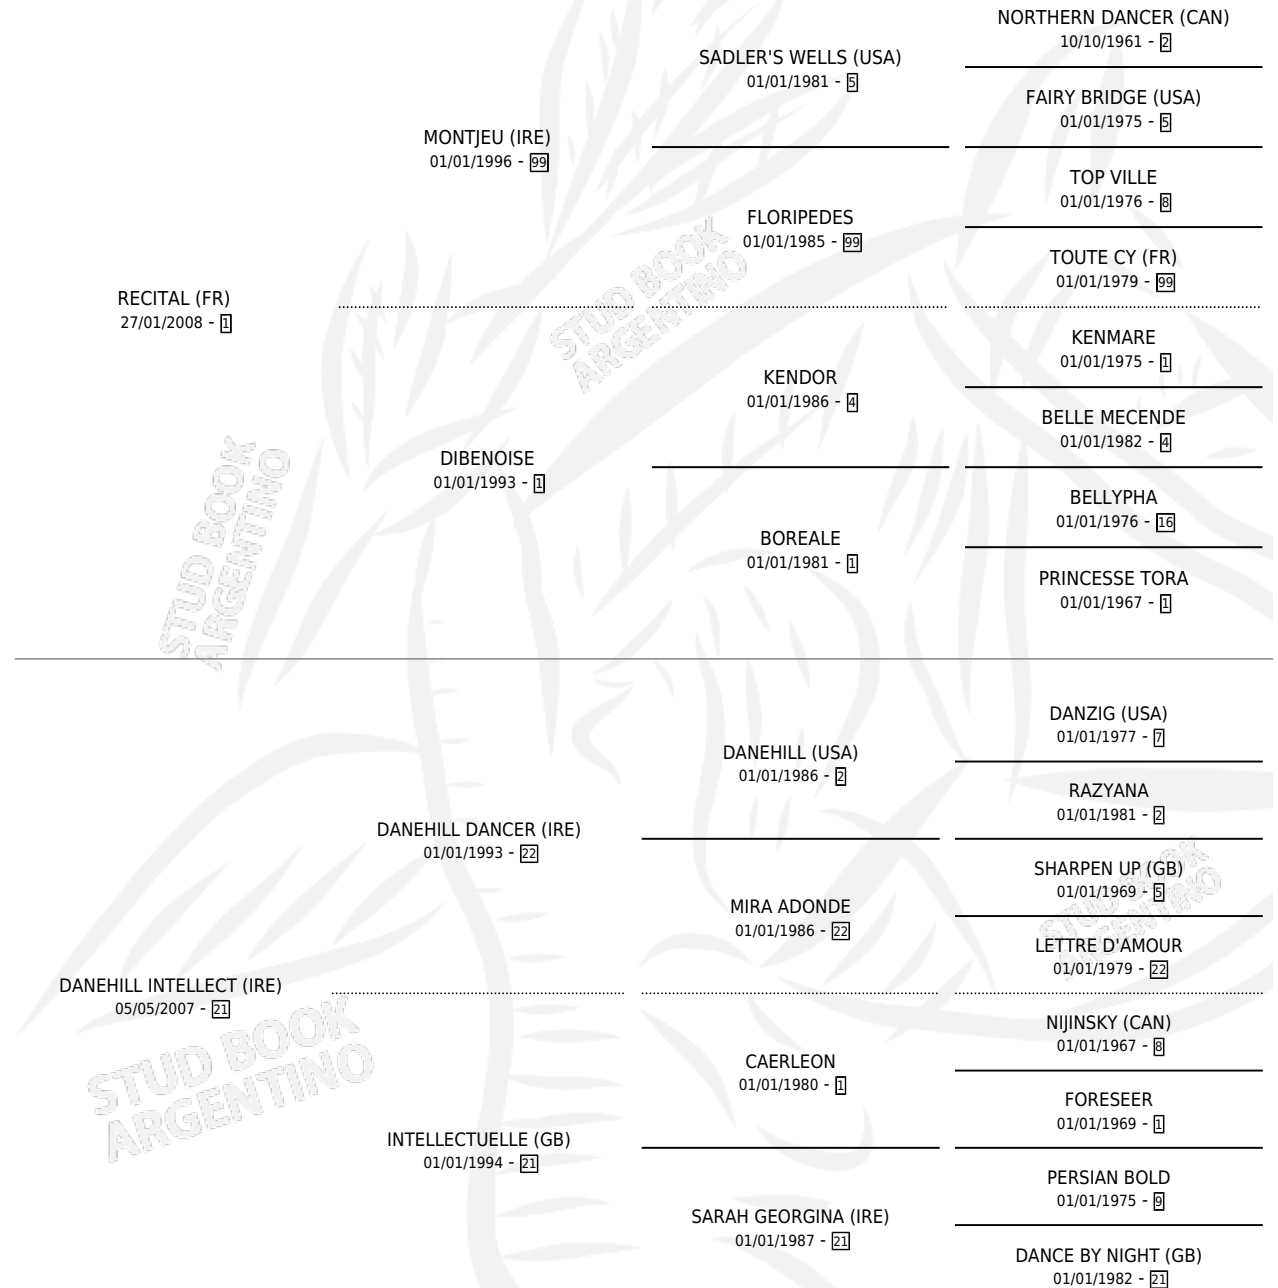 NORTHERN DANCER (CAN)
10/10/1961 - 2
SADLER'S WELLS (USA)
01/01/1981 - 5
FAIRY BRIDGE (USA)
01/01/1975 - 5
MONTJEU (IRE)
01/01/1996 - 99
TOP VILLE
01/01/1976 - 8
FLORIPEDES
01/01/1985 - 99
TOUTE CY (FR)
01/01/1979 - 99
RECITAL (FR)
27/01/2008 - 1
KENMARE
01/01/1975 - 1
KENDOR
01/01/1986 - 4
BELLE MECENDE
01/01/1982 - 4
DIBENOISE
01/01/1993 - 1
BELLYPHA
01/01/1976 - 16
BOREALE
01/01/1981 - 1
PRINCESSE TORA
01/01/1967 - 1
STUD BOOK
ARGENTINO
STUD BOOK
ARGENTINO
DANZIG (USA)
01/01/1977 - 7
DANEHILL (USA)
01/01/1986 - 2
RAZYANA
01/01/1981 - 2
DANEHILL DANCER (IRE)
01/01/1993 - 22
SHARPEN UP (GB)
01/01/1969 - 5
MIRA ADONDE
01/01/1986 - 22
LETTRE D'AMOUR
01/01/1979 - 22
STUD BOOK
ARGENTINO
DANEHILL INTELLECT (IRE)
05/05/2007 - 21
NIJINSKY (CAN)
01/01/1967 - 8
CAERLEON
01/01/1980 - 1
FORESEER
01/01/1969 - 1
STUD BOOK
ARGENTINO
INTELLECTUELLE (GB)
01/01/1994 - 21
PERSIAN BOLD
01/01/1975 - 9
SARAH GEORGINA (IRE)
01/01/1987 - 21
DANCE BY NIGHT (GB)
01/01/1982 - 21